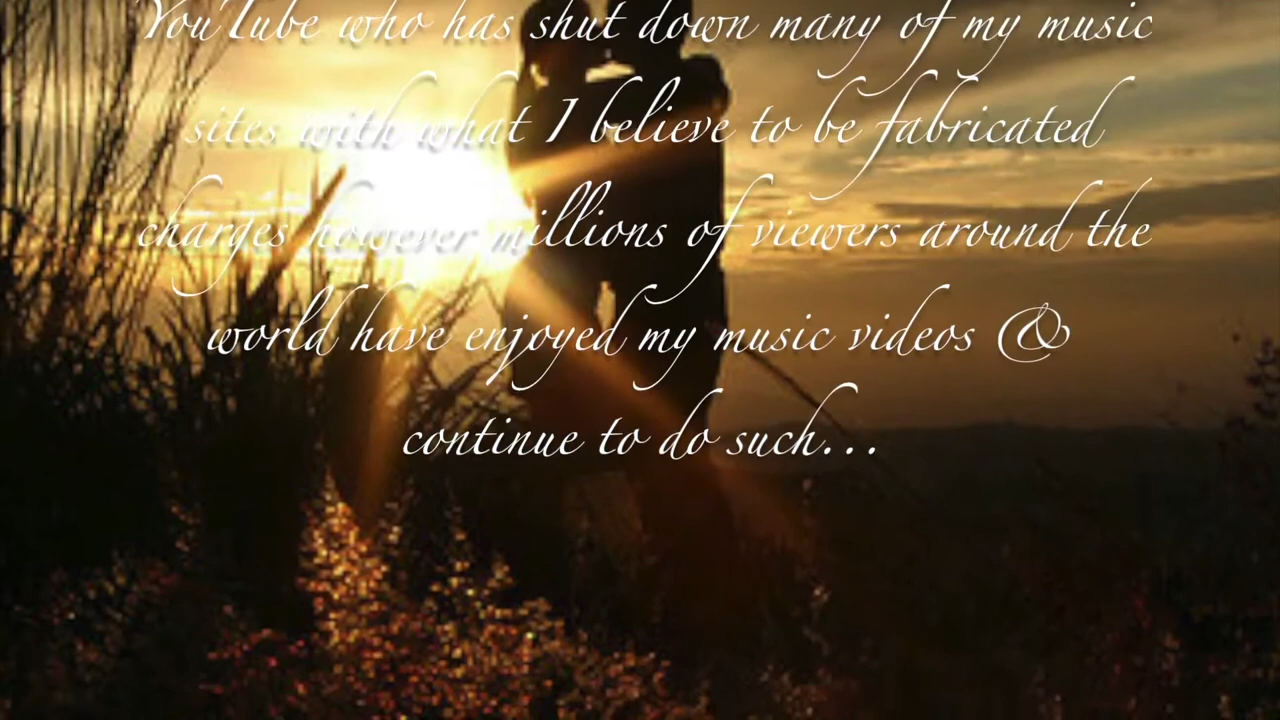 YouTube who has shut down many of my music
sites with what I believe to be fabricated
charges however millions of viewers around the
world have enjoyed my music videos &
continue to do such...